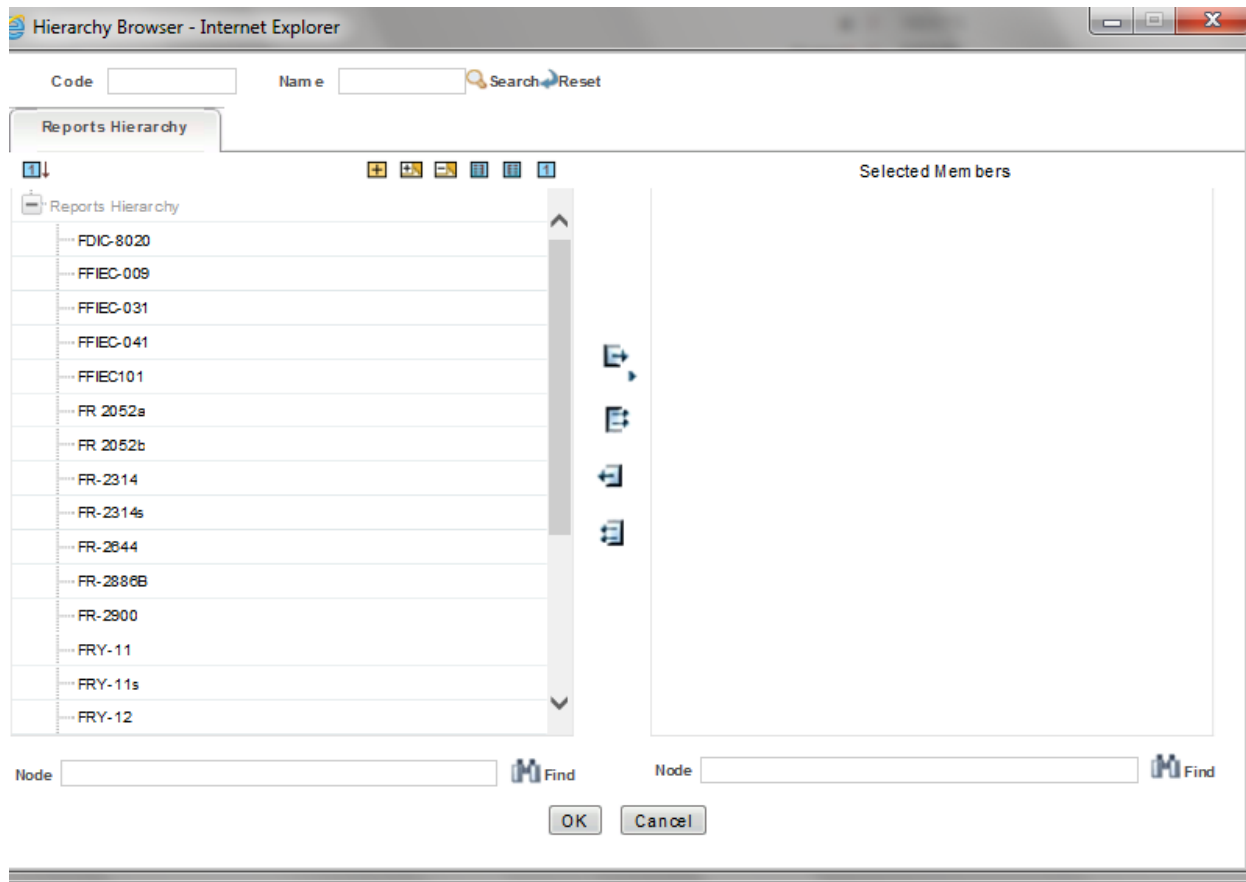 Hierarchy Browser - Internet Explorer
Code Name Search Reset
Reports Hierarchy
Selected Members
Reports Hierarchy
FDIC-8020
FFIEC-009
FFIEC-031
FFIEC-041
FFIEC101
FR 2052a
FR 2052b
FR-2314
FR-2314s
FR-2644
FR-2886B
FR-2900
FRY-11
FRY-11s
FRY-12
Node Find Node Find
OK Cancel